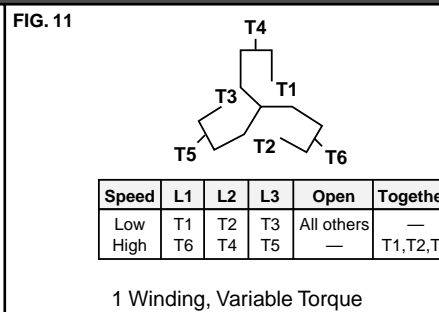 FIG. 11
T4
T1
T3
T2
T5
T6
Speed L1 L2 L3 Open
Low T1 T2 T3 All others —
High T6 T4 T5 — T1,T2,
1 Winding, Variable Torque